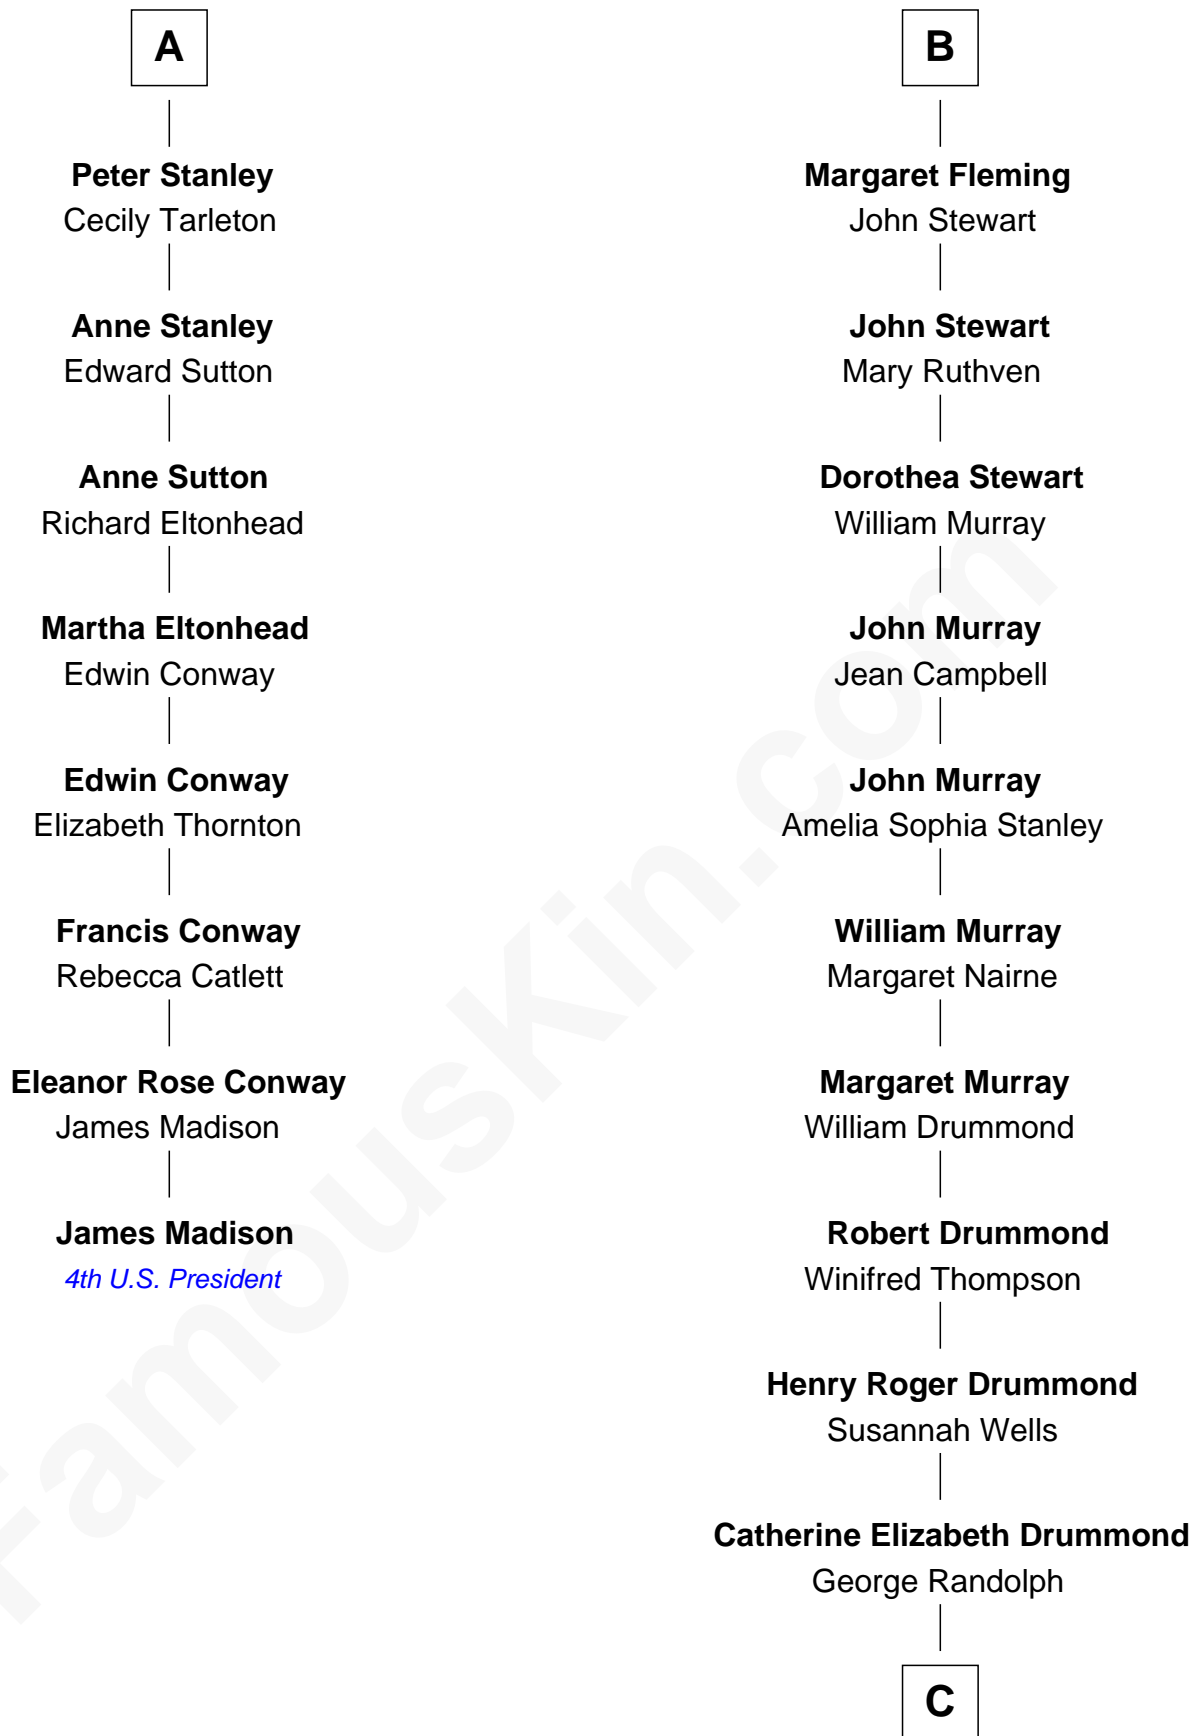 A
Peter Stanley
Cecily Tarleton
Anne Stanley
Edward Sutton
Anne Sutton
Richard Eltonhead
Martha Eltonhead
Edwin Conway
Edwin Conway
Elizabeth Thornton
Francis Conway
Rebecca Catlett
Eleanor Rose Conway
James Madison
James Madison
4th U.S. President
B
Margaret Fleming
John Stewart
John Stewart
Mary Ruthven
Dorothea Stewart
William Murray
John Murray
Jean Campbell
John Murray
Amelia Sophia Stanley
William Murray
Margaret Nairne
Margaret Murray
William Drummond
Robert Drummond
Winifred Thompson
Henry Roger Drummond
Susannah Wells
Catherine Elizabeth Drummond
George Randolph
C
FamousKin.com